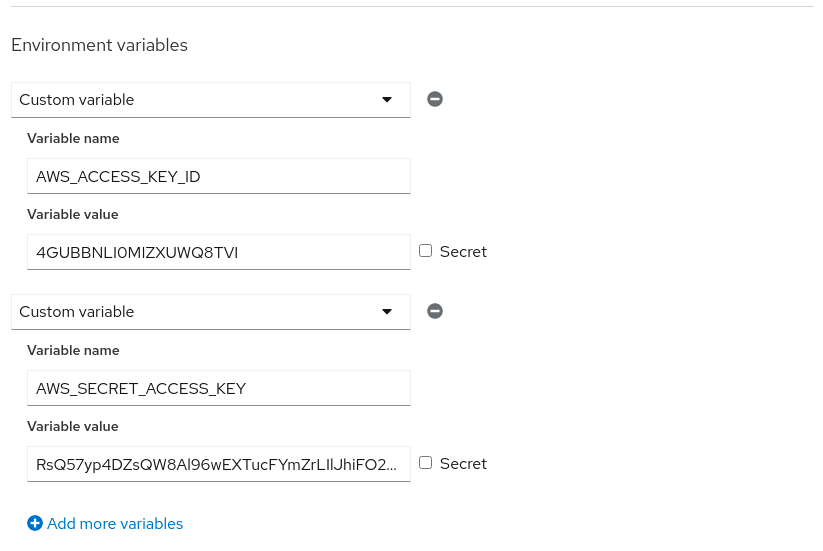 Environment variables
Custom variable
Variable name
AWS_ACCESS_KEY_ID
Variable value
4GUBBNLI0MIZXUWQ8TVI
Secret
Custom variable
Variable name
AWS_SECRET_ACCESS_KEY
Variable value
RsQ57yp4DZsQW8Al96wEXTucFYmZrLIlJhiFO2...
Secret
Add more variables